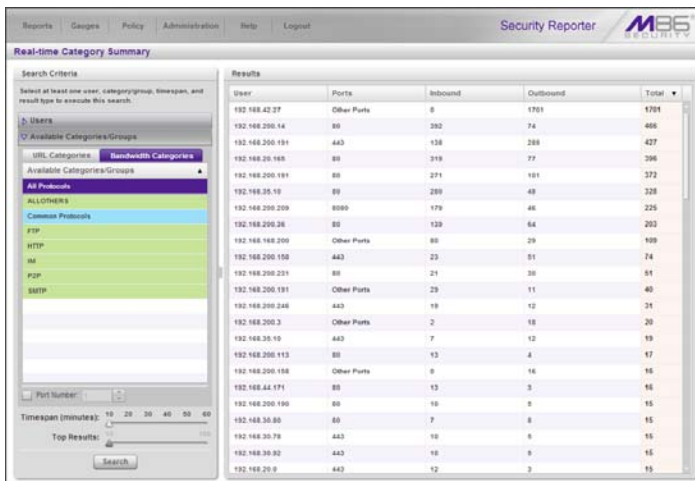 Reports Gauges Policy Administration Help Logout
Security Reporter
M86
SECURITY
Real-time Category Summary
Search Criteria
Select at least one user, category/group, timespan, and
result type to execute this search.
Users
Available Categories/Groups
URL Categories Bandwidth Categories
Available Categories/Groups
All Protocols
ALLOTHERS
Common Protocols
FTP
HTTP
IM
P2P
SMTP
Port Number:
Timespan (minutes): 10 20 30 40 50 60
Top Results:
Search
Results
User Ports Inbound Outbound Total
192.168.42.27 Other Ports 0 1701 1701
192.168.200.14 80 392 74 466
192.168.200.191 443 138 289 427
192.168.20.165 80 319 77 396
192.168.200.191 80 271 101 372
192.168.35.10 80 280 48 328
192.168.200.209 8080 179 46 225
192.168.200.36 80 139 64 203
192.168.168.200 Other Ports 80 29 109
192.168.200.158 443 23 51 74
192.168.200.231 80 21 30 51
192.168.200.191 Other Ports 29 11 40
192.168.200.246 443 19 12 31
192.168.200.3 Other Ports 2 18 20
192.168.35.10 443 7 12 19
192.168.200.113 80 13 4 17
192.168.200.156 Other Ports 0 16 16
192.168.44.171 80 13 3 16
192.168.200.190 80 10 5 15
192.168.30.80 80 7 8 15
192.168.30.78 443 10 5 15
192.168.30.92 443 10 5 15
192.168.20.0 443 12 3 15